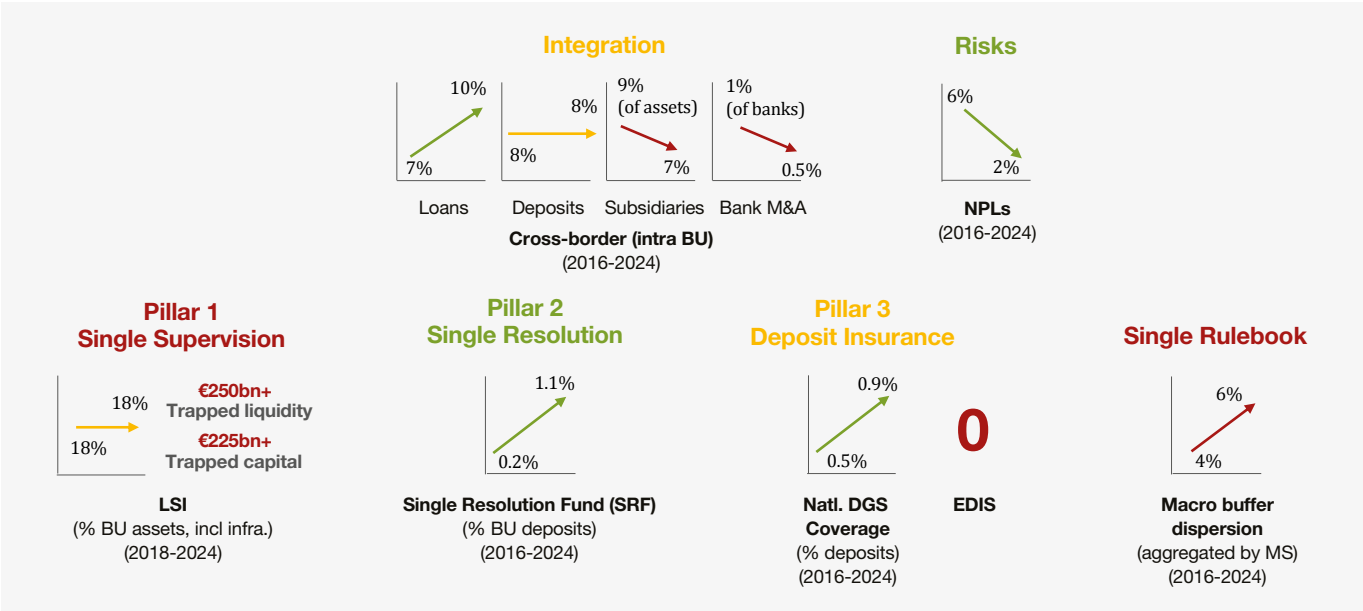 Integration
Risks
10%
7%
8%
8%
9%
(of assets)
7%
1%
(of banks)
0.5%
6%
2%
Loans
Deposits
Subsidiaries
Bank M&A
Cross-border (intra BU)
(2016-2024)
NPLs
(2016-2024)
Pillar 1
Single Supervision
18%
18%
€250bn+
Trapped liquidity
€225bn+
Trapped capital
LSI
(% BU assets, incl infra.)
(2018-2024)
Pillar 2
Single Resolution
1.1%
0.2%
Single Resolution Fund (SRF)
(% BU deposits)
(2016-2024)
Pillar 3
Deposit Insurance
0.9%
0.5%
Natl. DGS
Coverage
(% deposits)
(2016-2024)
0
EDIS
Single Rulebook
6%
4%
Macro buffer
dispersion
(aggregated by MS)
(2016-2024)